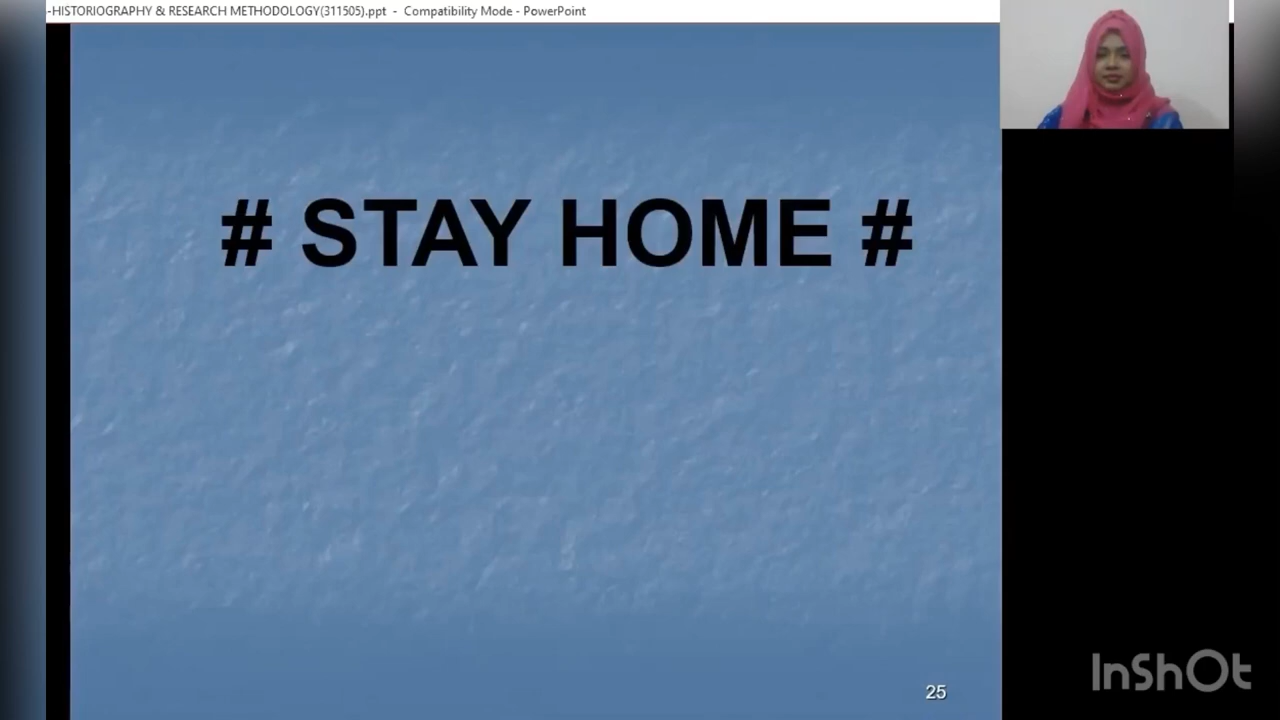 -HISTORIOGRAPHY & RESEARCH METHODOLOGY(311505).ppt - Compatibility Mode - PowerPoint
# STAY HOME #
25
InShOt